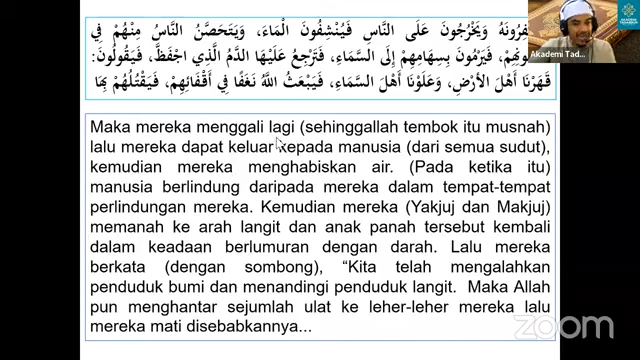 وَيَخْرُجُونَ عَلَى النَّاسِ فَيُنْشِفُونَ الْمَاءَ، وَيَتَحَصَّنُ النَّاسُ مِنْهُمْ فِي
فَيَرْمُونَ بِسِهَامِهِمْ إِلَى السَّمَاءِ، فَتَرْجِعُ عَلَيْهَا الدَّمُ الَّذِي اجْفَظَّ، فَيَقُولُونَ:
قَهَرْنَا أَهْلَ الأَرْضِ، وَعَلَوْنَا أَهْلَ السَّمَاءِ، فَيَبْعَثُ اللَّهُ نَغَفًا فِي أَقْفَائِهِمْ، فَيَقْتُلُهُمْ بِهَا
Maka mereka menggali lagi (sehinggallah tembok itu musnah)
lalu mereka dapat keluar kepada manusia (dari semua sudut),
kemudian mereka menghabiskan air. (Pada ketika itu)
manusia berlindung daripada mereka dalam tempat-tempat
perlindungan mereka. Kemudian mereka (Yakjuj dan Makjuj)
memanah ke arah langit dan anak panah tersebut kembali
dalam keadaan berlumuran dengan darah. Lalu mereka
berkata (dengan sombong), “Kita telah mengalahkan
penduduk bumi dan menandingi penduduk langit. Maka Allah
pun menghantar sejumlah ulat ke leher-leher mereka lalu
mereka mati disebabkannya...
Akademi Tad...
zoom